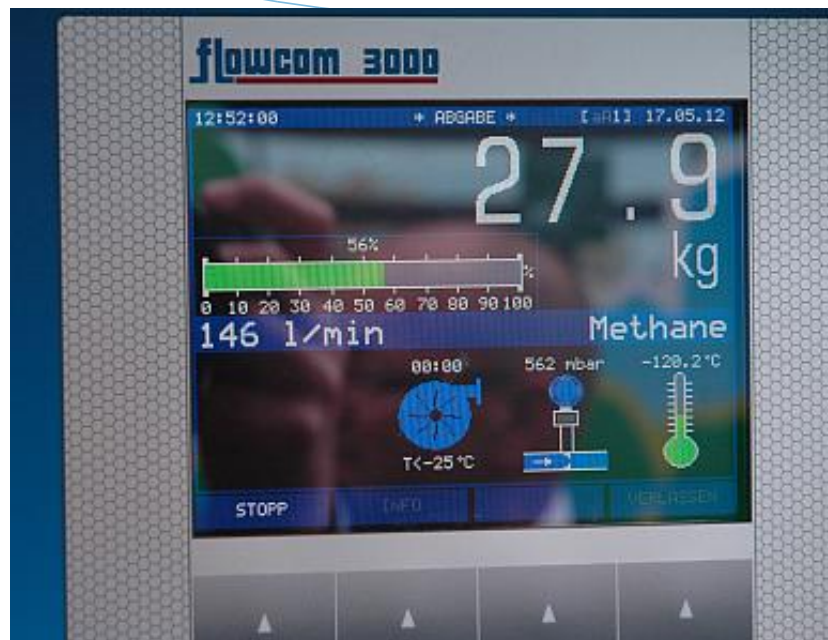 flowcom 3000
12:52:00 * ABGABE * [aA1] 17.05.12
27.9
kg
56%
%
0 10 20 30 40 50 60 70 80 90 100
146 l/min Methane
00:00 562 mbar -120.2°C
T<-25°C
STOPP INFO VERLASSEN